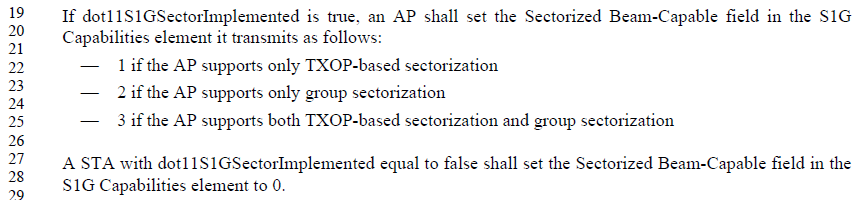 19 If dot11S1GSectorImplemented is true, an AP shall set the Sectorized Beam-Capable field in the S1G
20
21 Capabilities element it transmits as follows:
22 — 1 if the AP supports only TXOP-based sectorization
23
24 — 2 if the AP supports only group sectorization
25 — 3 if the AP supports both TXOP-based sectorization and group sectorization
26
27 A STA with dot11S1GSectorImplemented equal to false shall set the Sectorized Beam-Capable field in the
28 S1G Capabilities element to 0.
29